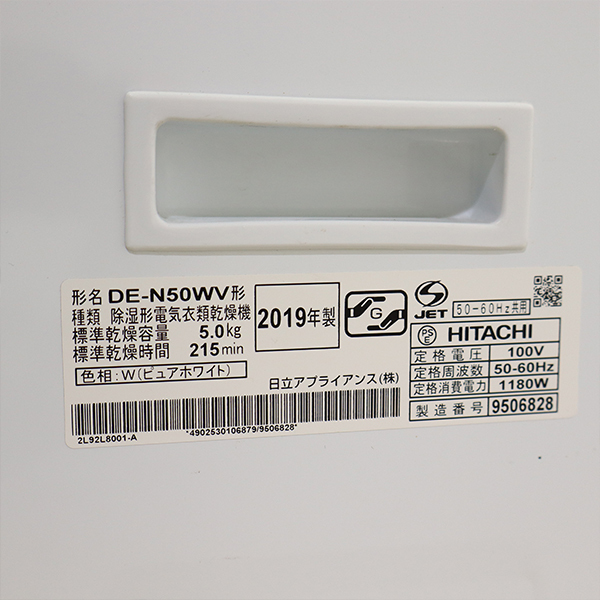 形名 DE-N50WV形
種類 除湿形電気衣類乾燥機
標準乾燥容量 5.0kg
標準乾燥時間 215min
色相:W(ピュアホワイト)
2019年製
G
JET
50-60Hz共用
PSE
HITACHI
定格電圧 100V
定格周波数 50-60Hz
定格消費電力 1180W
製造番号 9506828
日立アプライアンス(株)
2L92L8001-A
*4902530106879/9506828*